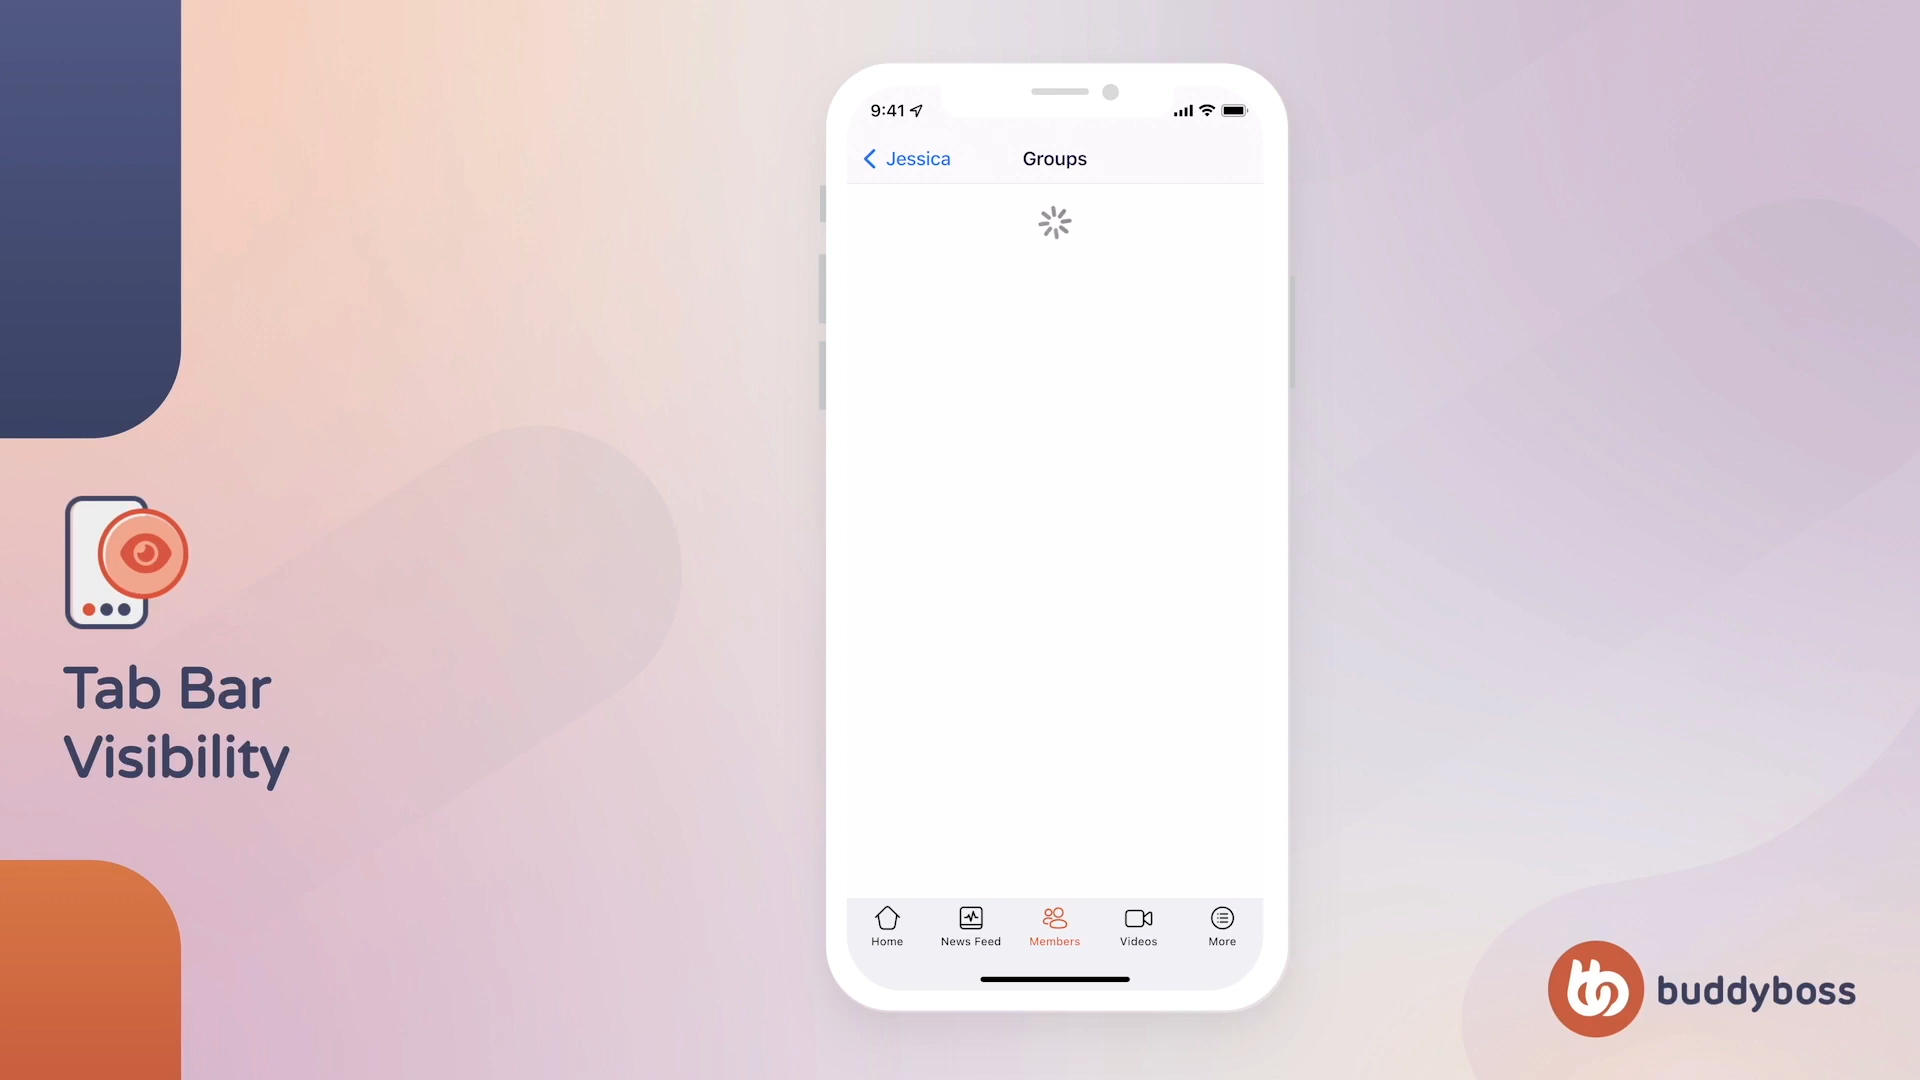 9:41
Jessica
Groups
Tab Bar
Visibility
Home
News Feed
Members
Videos
More
buddyboss